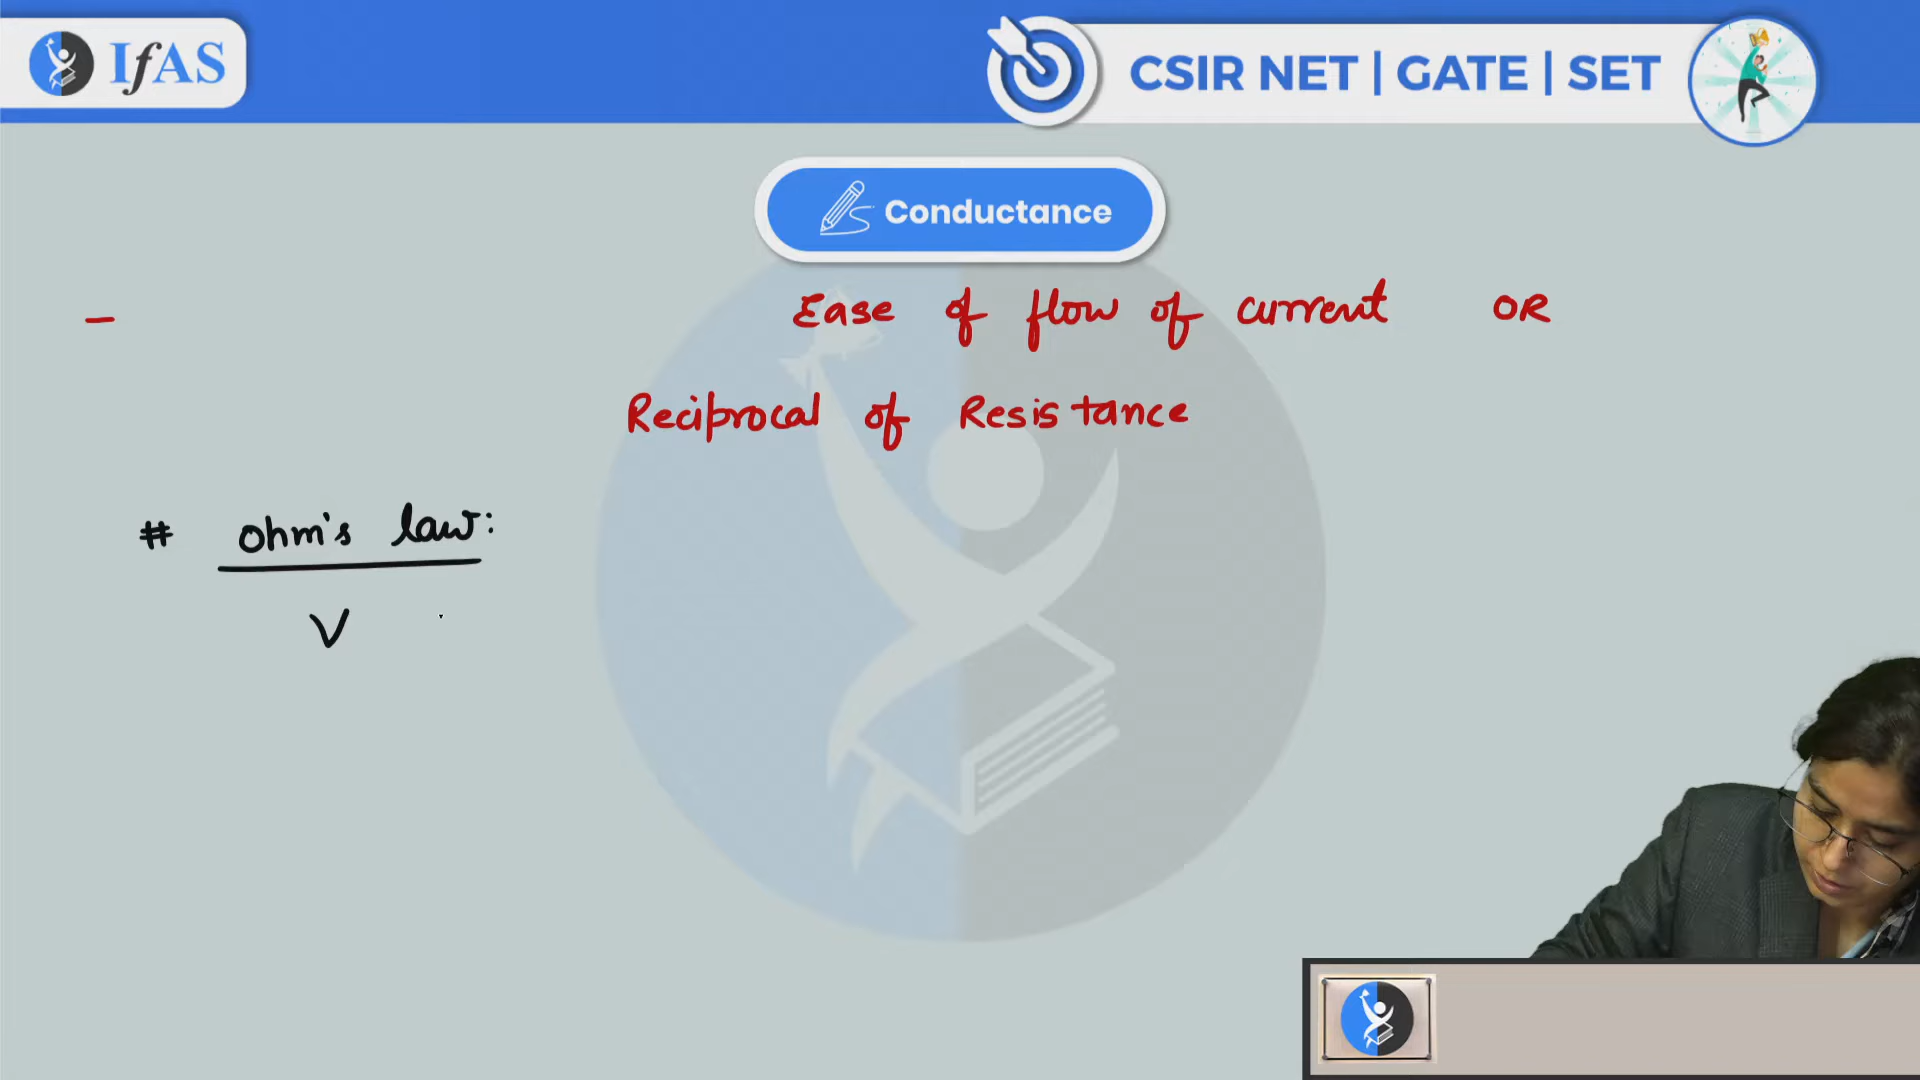 IfAS
CSIR NET | GATE | SET
Conductance
- Ease of flow of current OR
Reciprocal of Resistance
# ohm's law:
V